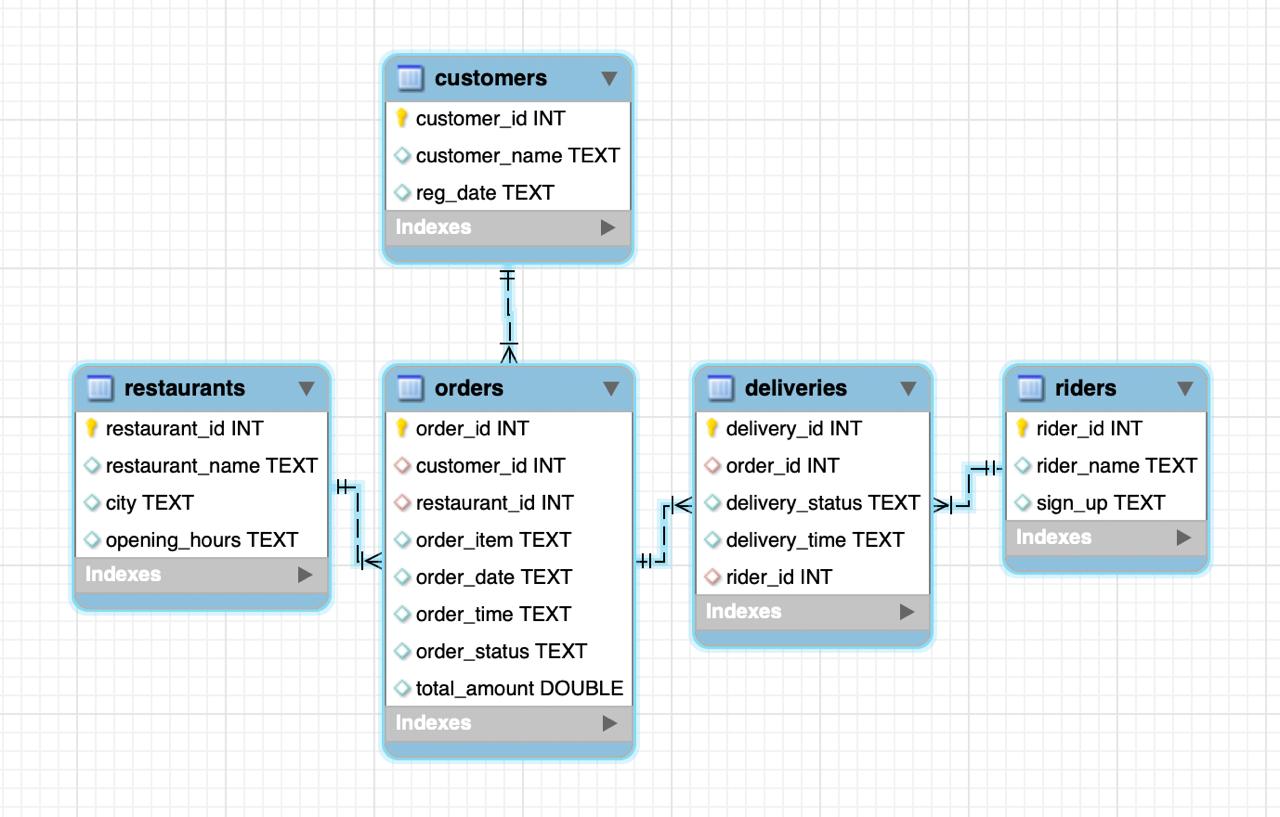 customers
customer_id INT
customer_name TEXT
reg_date TEXT
Indexes
restaurants
restaurant_id INT
restaurant_name TEXT
city TEXT
opening_hours TEXT
Indexes
orders
order_id INT
customer_id INT
restaurant_id INT
order_item TEXT
order_date TEXT
order_time TEXT
order_status TEXT
total_amount DOUBLE
Indexes
deliveries
delivery_id INT
order_id INT
delivery_status TEXT
delivery_time TEXT
rider_id INT
Indexes
riders
rider_id INT
rider_name TEXT
sign_up TEXT
Indexes